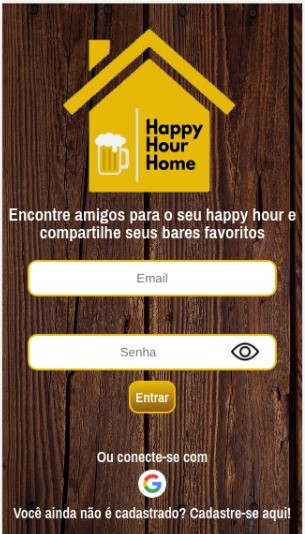 Happy
Hour
Home
Encontre amigos para o seu happy hour e
compartilhe seus bares favoritos
Email
Senha
Entrar
Ou conecte-se com
G
Você ainda não é cadastrado? Cadastre-se aqui!